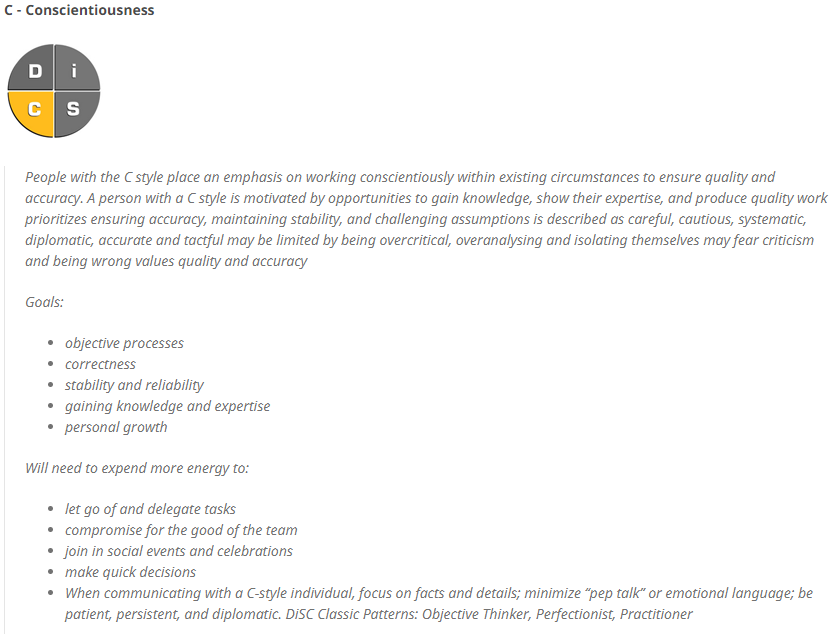 C - Conscientiousness
D i
C S
People with the C style place an emphasis on working conscientiously within existing circumstances to ensure quality and
accuracy. A person with a C style is motivated by opportunities to gain knowledge, show their expertise, and produce quality work
prioritizes ensuring accuracy, maintaining stability, and challenging assumptions is described as careful, cautious, systematic,
diplomatic, accurate and tactful may be limited by being overcritical, overanalysing and isolating themselves may fear criticism
and being wrong values quality and accuracy
Goals:
• objective processes
• correctness
• stability and reliability
• gaining knowledge and expertise
• personal growth
Will need to expend more energy to:
• let go of and delegate tasks
• compromise for the good of the team
• join in social events and celebrations
• make quick decisions
• When communicating with a C-style individual, focus on facts and details; minimize “pep talk” or emotional language; be
patient, persistent, and diplomatic. DiSC Classic Patterns: Objective Thinker, Perfectionist, Practitioner